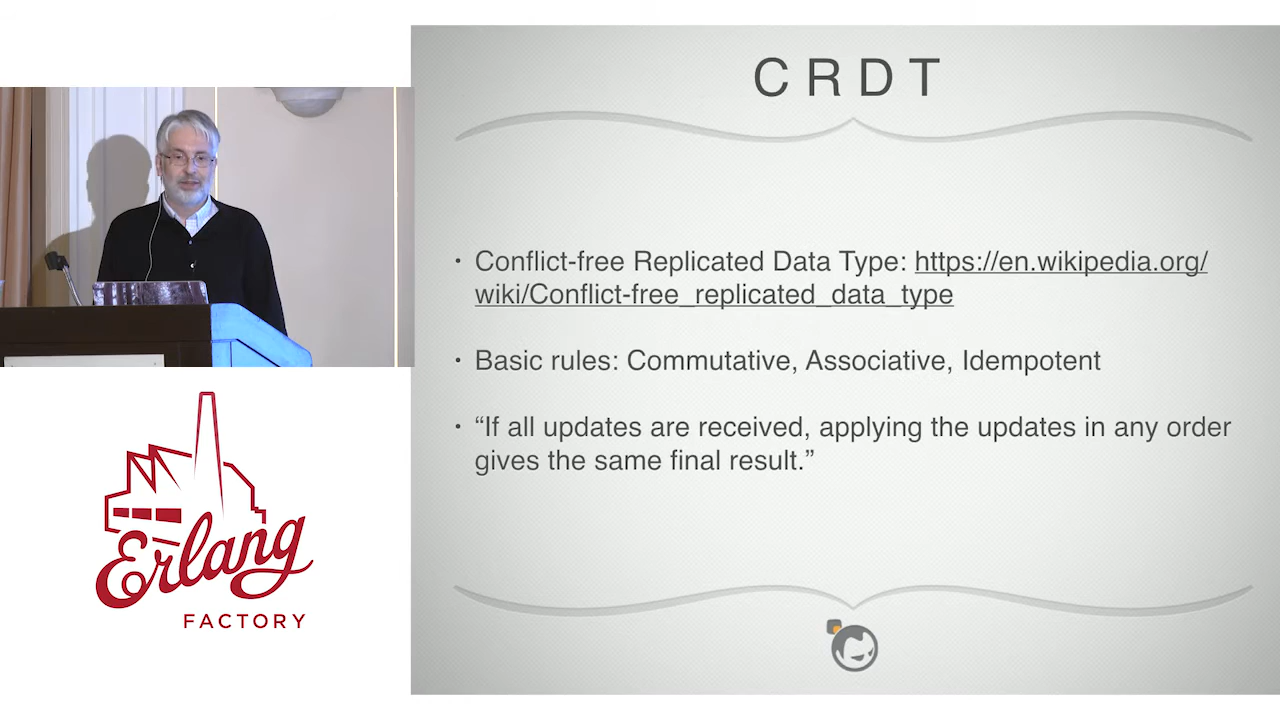 C R D T
• Conflict-free Replicated Data Type: https://en.wikipedia.org/
wiki/Conflict-free_replicated_data_type
• Basic rules: Commutative, Associative, Idempotent
• “If all updates are received, applying the updates in any order
gives the same final result.”
Erlang
FACTORY